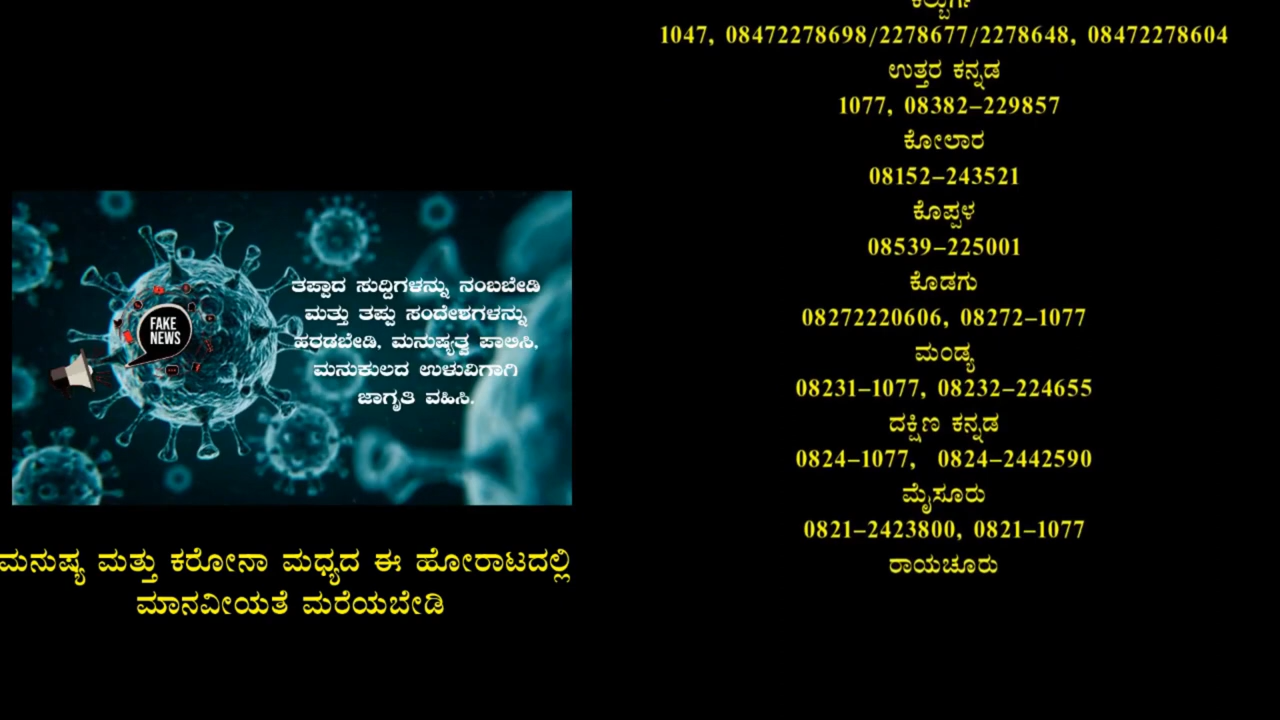 FAKE
NEWS
ತಪ್ಪಾದ ಸುದ್ದಿಗಳನ್ನು ನಂಬಬೇಡಿ
ಮತ್ತು ತಪ್ಪು ಸಂದೇಶಗಳನ್ನು
ಹರಡಬೇಡಿ. ಮನುಷ್ಯತ್ವ ಪಾಲಿಸಿ.
ಮನುಕುಲದ ಉಳುವಿಗಾಗಿ
ಜಾಗೃತಿ ವಹಿಸಿ.
ಮನುಷ್ಯ ಮತ್ತು ಕರೋನಾ ಮಧ್ಯದ ಈ ಹೋರಾಟದಲ್ಲಿ
ಮಾನವೀಯತೆ ಮರೆಯಬೇಡಿ
1047, 08472278698/2278677/2278648, 08472278604
ಉತ್ತರ ಕನ್ನಡ
1077, 08382-229857
ಕೋಲಾರ
08152-243521
ಕೊಪ್ಪಳ
08539-225001
ಕೊಡಗು
08272220606, 08272-1077
ಮಂಡ್ಯ
08231-1077, 08232-224655
ದಕ್ಷಿಣ ಕನ್ನಡ
0824-1077, 0824-2442590
ಮೈಸೂರು
0821-2423800, 0821-1077
ರಾಯಚೂರು